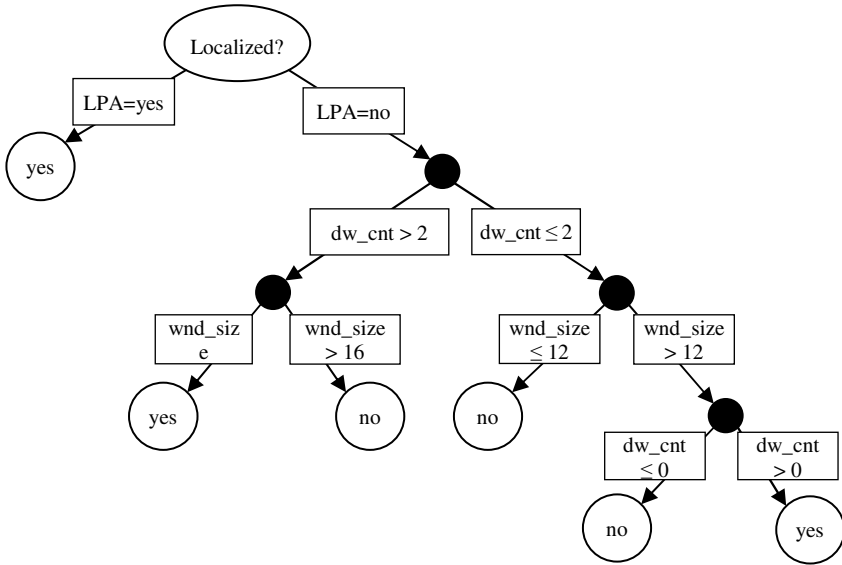 Localized?
LPA=yes
LPA=no
yes
dw_cnt > 2
dw_cnt ≤ 2
wnd_siz
e
wnd_size
> 16
wnd_size
≤ 12
wnd_size
> 12
yes
no
no
dw_cnt
≤ 0
dw_cnt
> 0
no
yes